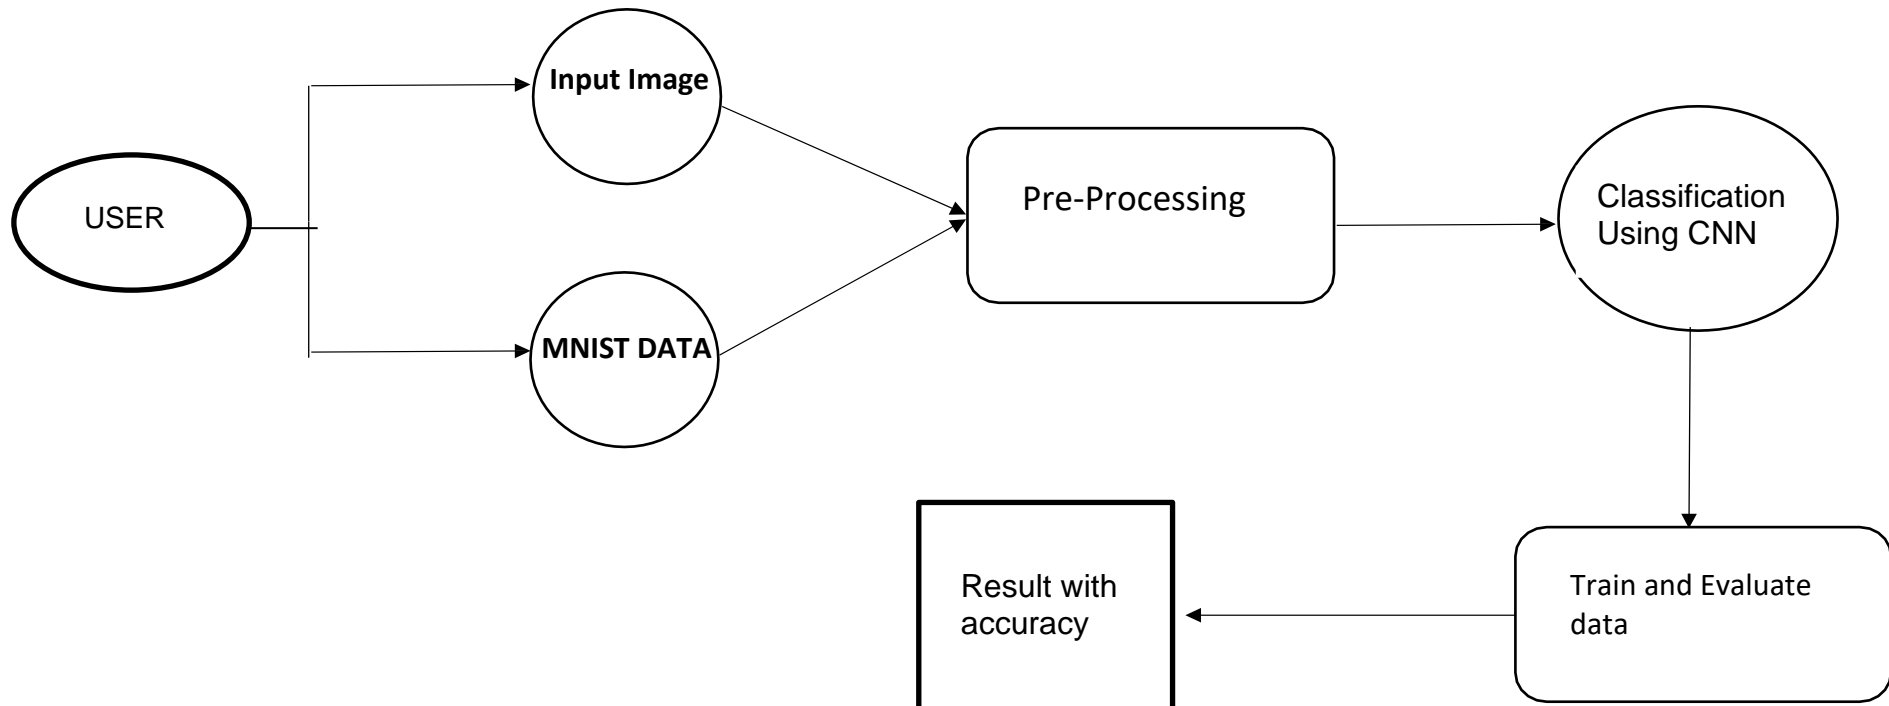 USER
Input Image
MNIST DATA
Pre-Processing
Classification
Using CNN
Train and Evaluate
data
Result with
accuracy